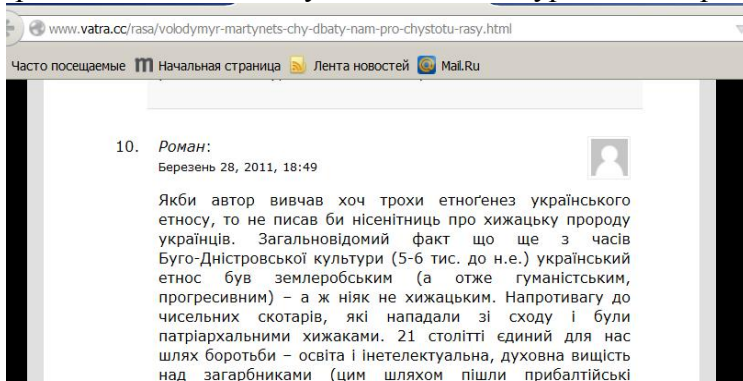 www.vatra.cc/rasa/volodymyr-martynets-chy-dbaty-nam-pro-chystotu-rasy.html
Часто посещаемые Начальная страница Лента новостей Mail.Ru
10. Роман:
Березень 28, 2011, 18:49
Якби автор вивчав хоч трохи етноґенез українського
етносу, то не писав би нісенітниць про хижацьку пророду
українців. Загальновідомий факт що ще з часів
Буго-Дністровської культури (5-6 тис. до н.е.) український
етнос був землеробським (а отже гуманістським,
прогресивним) – а ж ніяк не хижацьким. Напротивагу до
чисельних скотарів, які нападали зі сходу і були
патріархальними хижаками. 21 столітті єдиний для нас
шлях боротьби – освіта і інетелектуальна, духовна вищість
над загарбниками (цим шляхом пішли прибалтійські